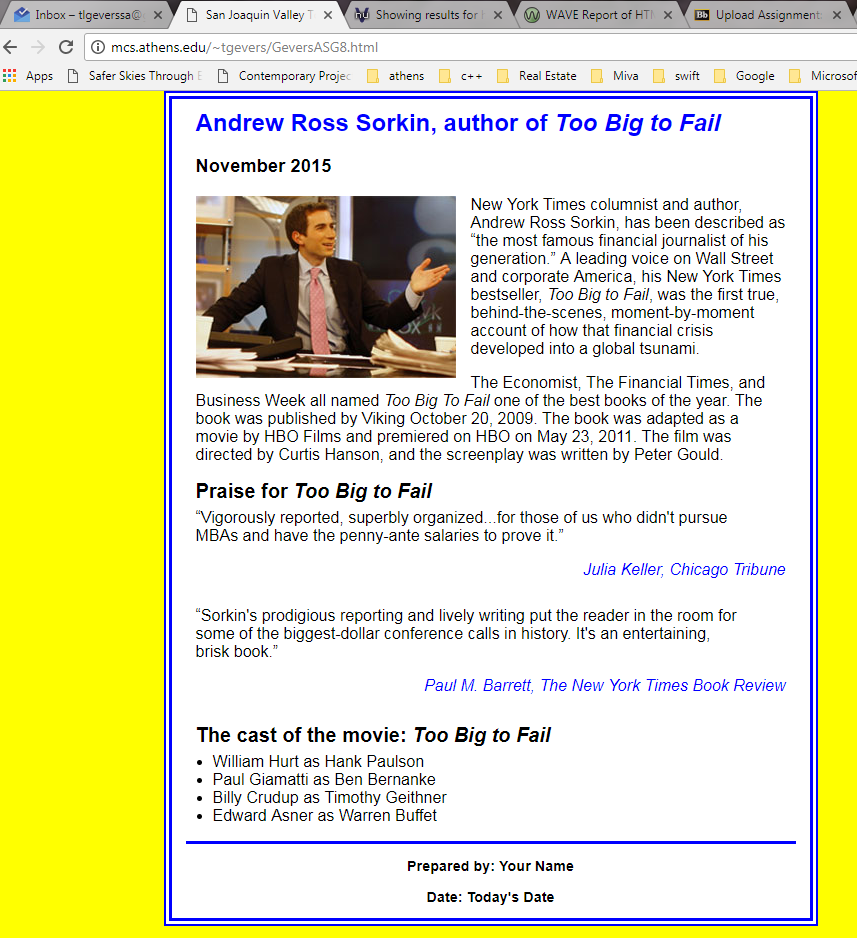 Inbox – tlgeverssa@
San Joaquin Valley T
Showing results for
WAVE Report of HTM
Bb Upload Assignment:
mcs.athens.edu/~tgevers/GeversASG8.html
Apps Safer Skies Through E Contemporary Projec athens c++ Real Estate Miva swift Google Microsof
Andrew Ross Sorkin, author of Too Big to Fail
November 2015
New York Times columnist and author,
Andrew Ross Sorkin, has been described as
“the most famous financial journalist of his
generation.” A leading voice on Wall Street
and corporate America, his New York Times
bestseller, Too Big to Fail, was the first true,
behind-the-scenes, moment-by-moment
account of how that financial crisis
developed into a global tsunami.
The Economist, The Financial Times, and
Business Week all named Too Big To Fail one of the best books of the year. The
book was published by Viking October 20, 2009. The book was adapted as a
movie by HBO Films and premiered on HBO on May 23, 2011. The film was
directed by Curtis Hanson, and the screenplay was written by Peter Gould.
Praise for Too Big to Fail
“Vigorously reported, superbly organized...for those of us who didn't pursue
MBAs and have the penny-ante salaries to prove it.”
Julia Keller, Chicago Tribune
“Sorkin's prodigious reporting and lively writing put the reader in the room for
some of the biggest-dollar conference calls in history. It's an entertaining,
brisk book.”
Paul M. Barrett, The New York Times Book Review
The cast of the movie: Too Big to Fail
• William Hurt as Hank Paulson
• Paul Giamatti as Ben Bernanke
• Billy Crudup as Timothy Geithner
• Edward Asner as Warren Buffet
Prepared by: Your Name
Date: Today's Date